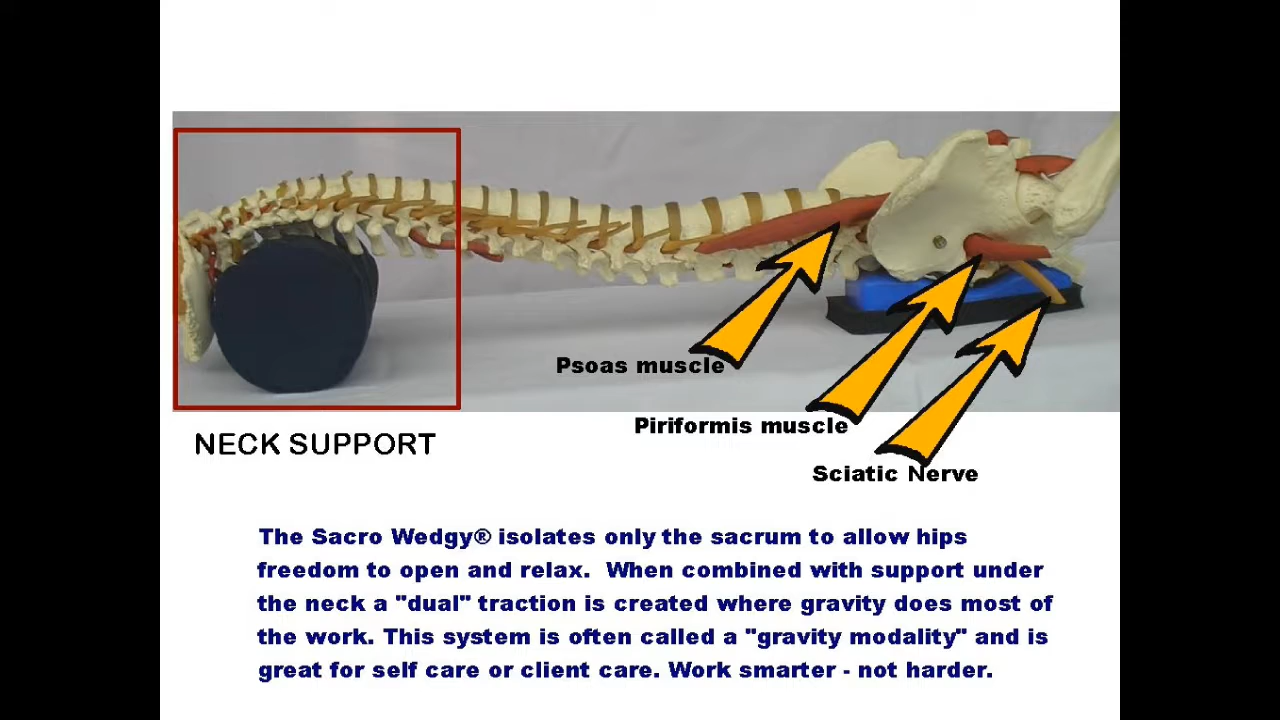 Psoas muscle
Piriformis muscle
NECK SUPPORT
Sciatic Nerve
The Sacro Wedgy® isolates only the sacrum to allow hips
freedom to open and relax.  When combined with support under
the neck a "dual" traction is created where gravity does most of
the work. This system is often called a "gravity modality" and is
great for self care or client care. Work smarter - not harder.